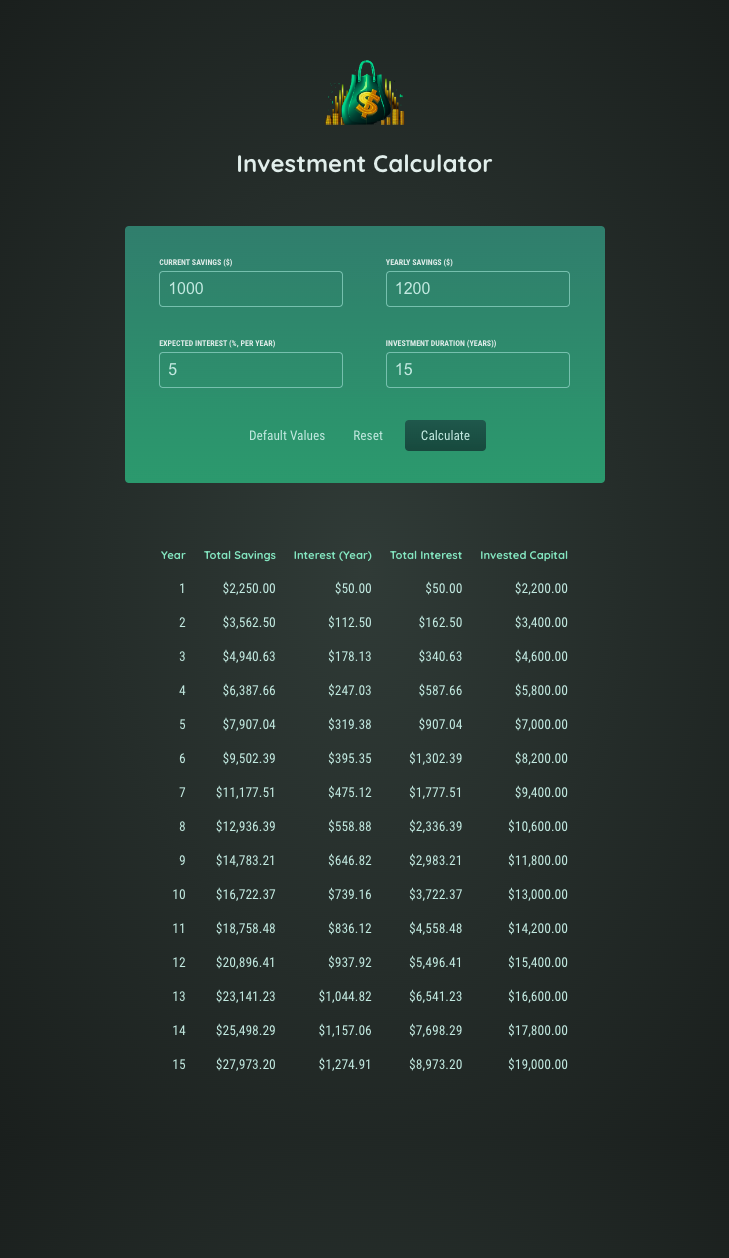 $
Investment Calculator
CURRENT SAVINGS ($) YEARLY SAVINGS ($)
1000 1200
EXPECTED INTEREST (%, PER YEAR) INVESTMENT DURATION (YEARS))
5 15
Default Values Reset Calculate
Year Total Savings Interest (Year) Total Interest Invested Capital
1 $2,250.00 $50.00 $50.00 $2,200.00
2 $3,562.50 $112.50 $162.50 $3,400.00
3 $4,940.63 $178.13 $340.63 $4,600.00
4 $6,387.66 $247.03 $587.66 $5,800.00
5 $7,907.04 $319.38 $907.04 $7,000.00
6 $9,502.39 $395.35 $1,302.39 $8,200.00
7 $11,177.51 $475.12 $1,777.51 $9,400.00
8 $12,936.39 $558.88 $2,336.39 $10,600.00
9 $14,783.21 $646.82 $2,983.21 $11,800.00
10 $16,722.37 $739.16 $3,722.37 $13,000.00
11 $18,758.48 $836.12 $4,558.48 $14,200.00
12 $20,896.41 $937.92 $5,496.41 $15,400.00
13 $23,141.23 $1,044.82 $6,541.23 $16,600.00
14 $25,498.29 $1,157.06 $7,698.29 $17,800.00
15 $27,973.20 $1,274.91 $8,973.20 $19,000.00